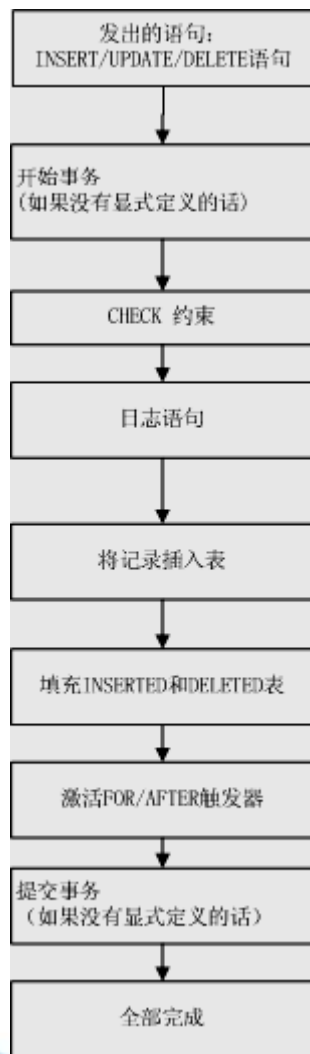 发出的语句:
INSERT/UPDATE/DELETE语句
开始事务
(如果没有显式定义的话)
CHECK 约束
日志语句
将记录插入表
填充INSERTED和DELETED表
激活FOR/AFTER触发器
提交事务
（如果没有显式定义的话）
全部完成